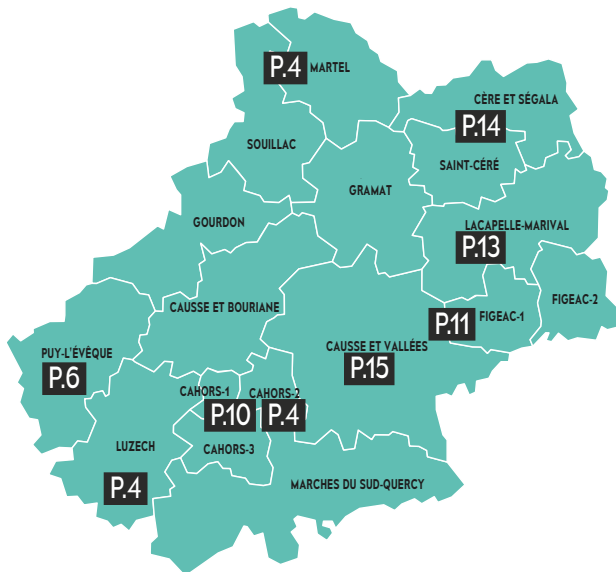 P.4 MARTEL
CÈRE ET SÉGALA
P.14
SOUILLAC
SAINT-CÉRÉ
GRAMAT
GOURDON
LACAPELLE-MARIVAL
P.13
FIGEAC-2
CAUSSE ET BOURIANE
P.11 FIGEAC-1
CAUSSE ET VALLÉES
P.15
PUY-L'ÉVÊQUE
P.6
CAHORS-1
CAHORS-2
P.10
P.4
LUZECH
CAHORS-3
P.4
MARCHES DU SUD-QUERCY